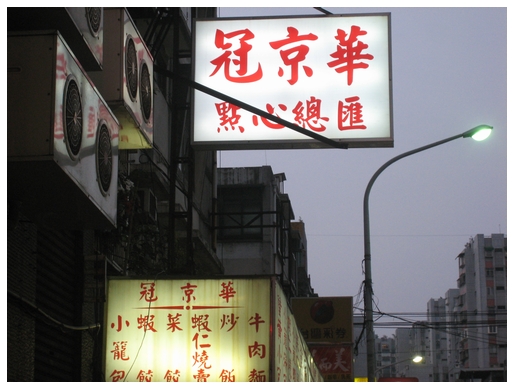 冠京華
點心總匯
冠京華
牛肉麵
炒飯
蝦仁燒賣
菜餃
蝦餃
小籠包